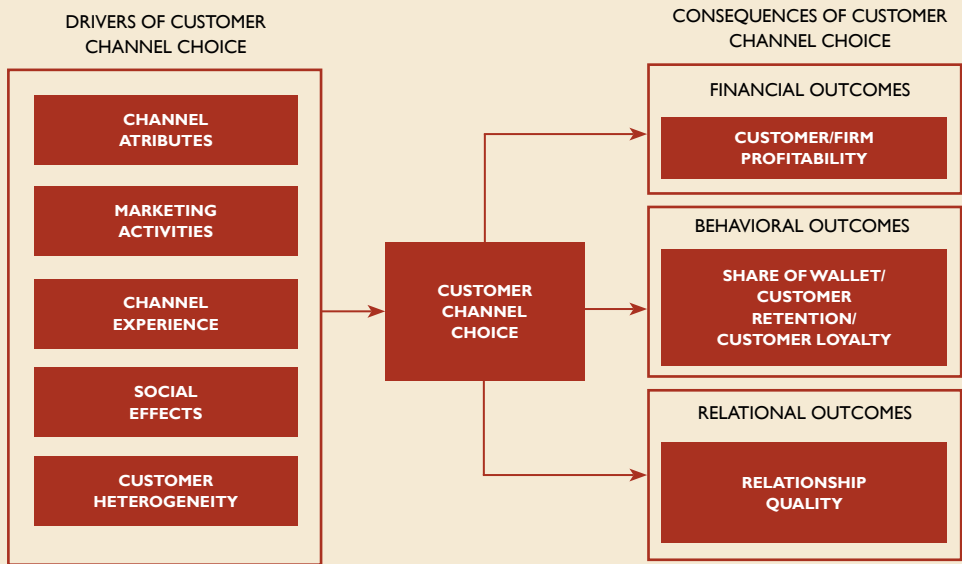 DRIVERS OF CUSTOMER
CHANNEL CHOICE
CHANNEL
ATRIBUTES
MARKETING
ACTIVITIES
CHANNEL
EXPERIENCE
SOCIAL
EFFECTS
CUSTOMER
HETEROGENEITY
CUSTOMER
CHANNEL
CHOICE
CONSEQUENCES OF CUSTOMER
CHANNEL CHOICE
FINANCIAL OUTCOMES
CUSTOMER/FIRM
PROFITABILITY
BEHAVIORAL OUTCOMES
SHARE OF WALLET/
CUSTOMER
RETENTION/
CUSTOMER LOYALTY
RELATIONAL OUTCOMES
RELATIONSHIP
QUALITY